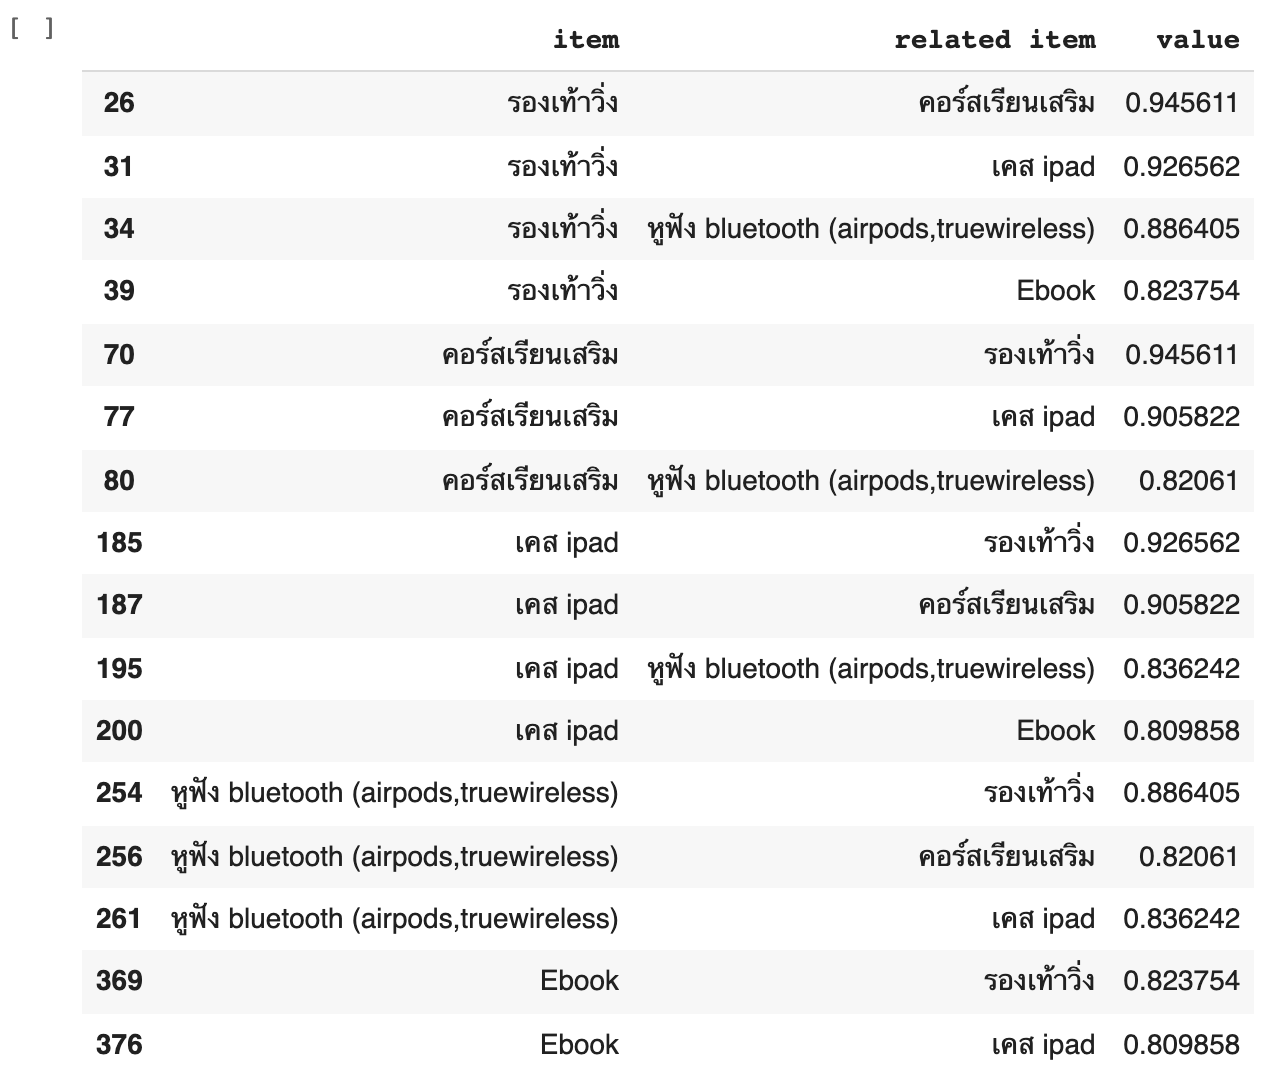 [ ]
item related item value
26 รองเท้าวิ่ง คอร์สเรียนเสริม 0.945611
31 รองเท้าวิ่ง เคส ipad 0.926562
34 รองเท้าวิ่ง หูฟัง bluetooth (airpods,truewireless) 0.886405
39 รองเท้าวิ่ง Ebook 0.823754
70 คอร์สเรียนเสริม รองเท้าวิ่ง 0.945611
77 คอร์สเรียนเสริม เคส ipad 0.905822
80 คอร์สเรียนเสริม หูฟัง bluetooth (airpods,truewireless) 0.82061
185 เคส ipad รองเท้าวิ่ง 0.926562
187 เคส ipad คอร์สเรียนเสริม 0.905822
195 เคส ipad หูฟัง bluetooth (airpods,truewireless) 0.836242
200 เคส ipad Ebook 0.809858
254 หูฟัง bluetooth (airpods,truewireless) รองเท้าวิ่ง 0.886405
256 หูฟัง bluetooth (airpods,truewireless) คอร์สเรียนเสริม 0.82061
261 หูฟัง bluetooth (airpods,truewireless) เคส ipad 0.836242
369 Ebook รองเท้าวิ่ง 0.823754
376 Ebook เคส ipad 0.809858